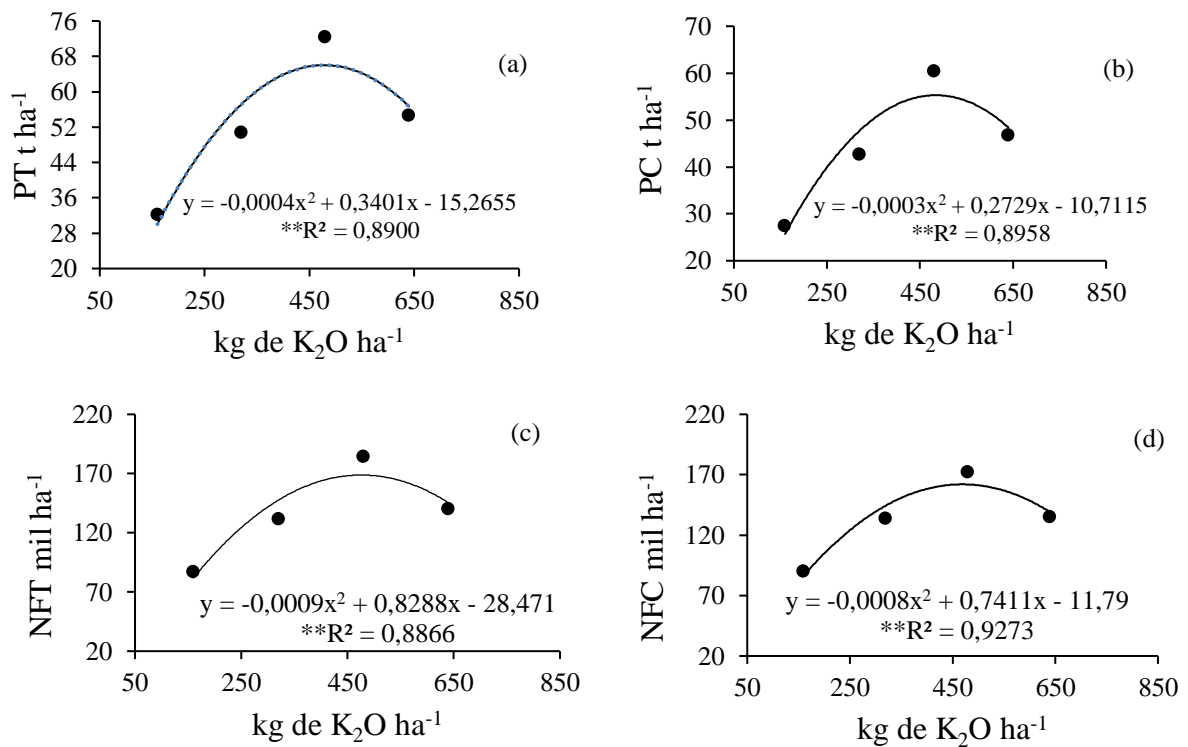 76
68
60
52
44
36
28
20
PT t ha⁻¹
(a)
y = -0,0004x² + 0,3401x - 15,2655
**R² = 0,8900
50 250 450 650 850
kg de K₂O ha⁻¹
70
60
50
40
30
20
PC t ha⁻¹
(b)
y = -0,0003x² + 0,2729x - 10,7115
**R² = 0,8958
50 250 450 650 850
kg de K₂O ha⁻¹
220
170
120
70
20
NFT mil ha⁻¹
(c)
y = -0,0009x² + 0,8288x - 28,471
**R² = 0,8866
50 250 450 650 850
kg de K₂O ha⁻¹
220
170
120
70
20
NFC mil ha⁻¹
(d)
y = -0,0008x² + 0,7411x - 11,79
**R² = 0,9273
50 250 450 650 850
kg de K₂O ha⁻¹